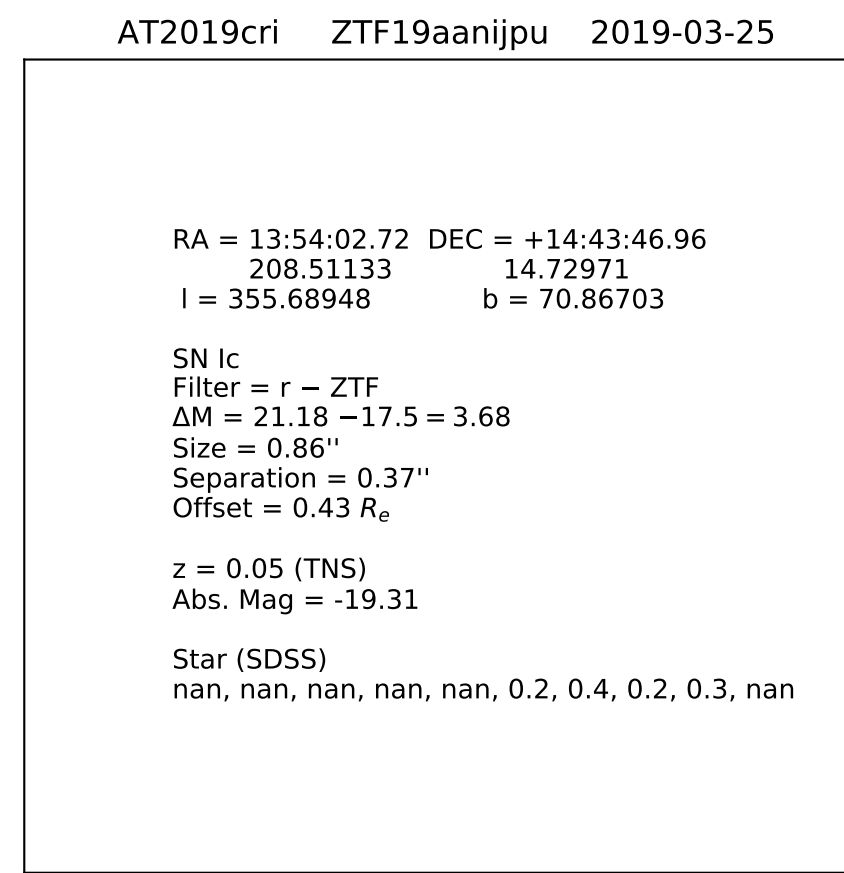 AT2019cri ZTF19aanijpu 2019-03-25
RA = 13:54:02.72 DEC = +14:43:46.96
208.51133 14.72971
l = 355.68948 b = 70.86703
SN Ic
Filter = r − ZTF
ΔM = 21.18 −17.5 = 3.68
Size = 0.86''
Separation = 0.37''
Offset = 0.43 Rₑ
z = 0.05 (TNS)
Abs. Mag = -19.31
Star (SDSS)
nan, nan, nan, nan, nan, 0.2, 0.4, 0.2, 0.3, nan